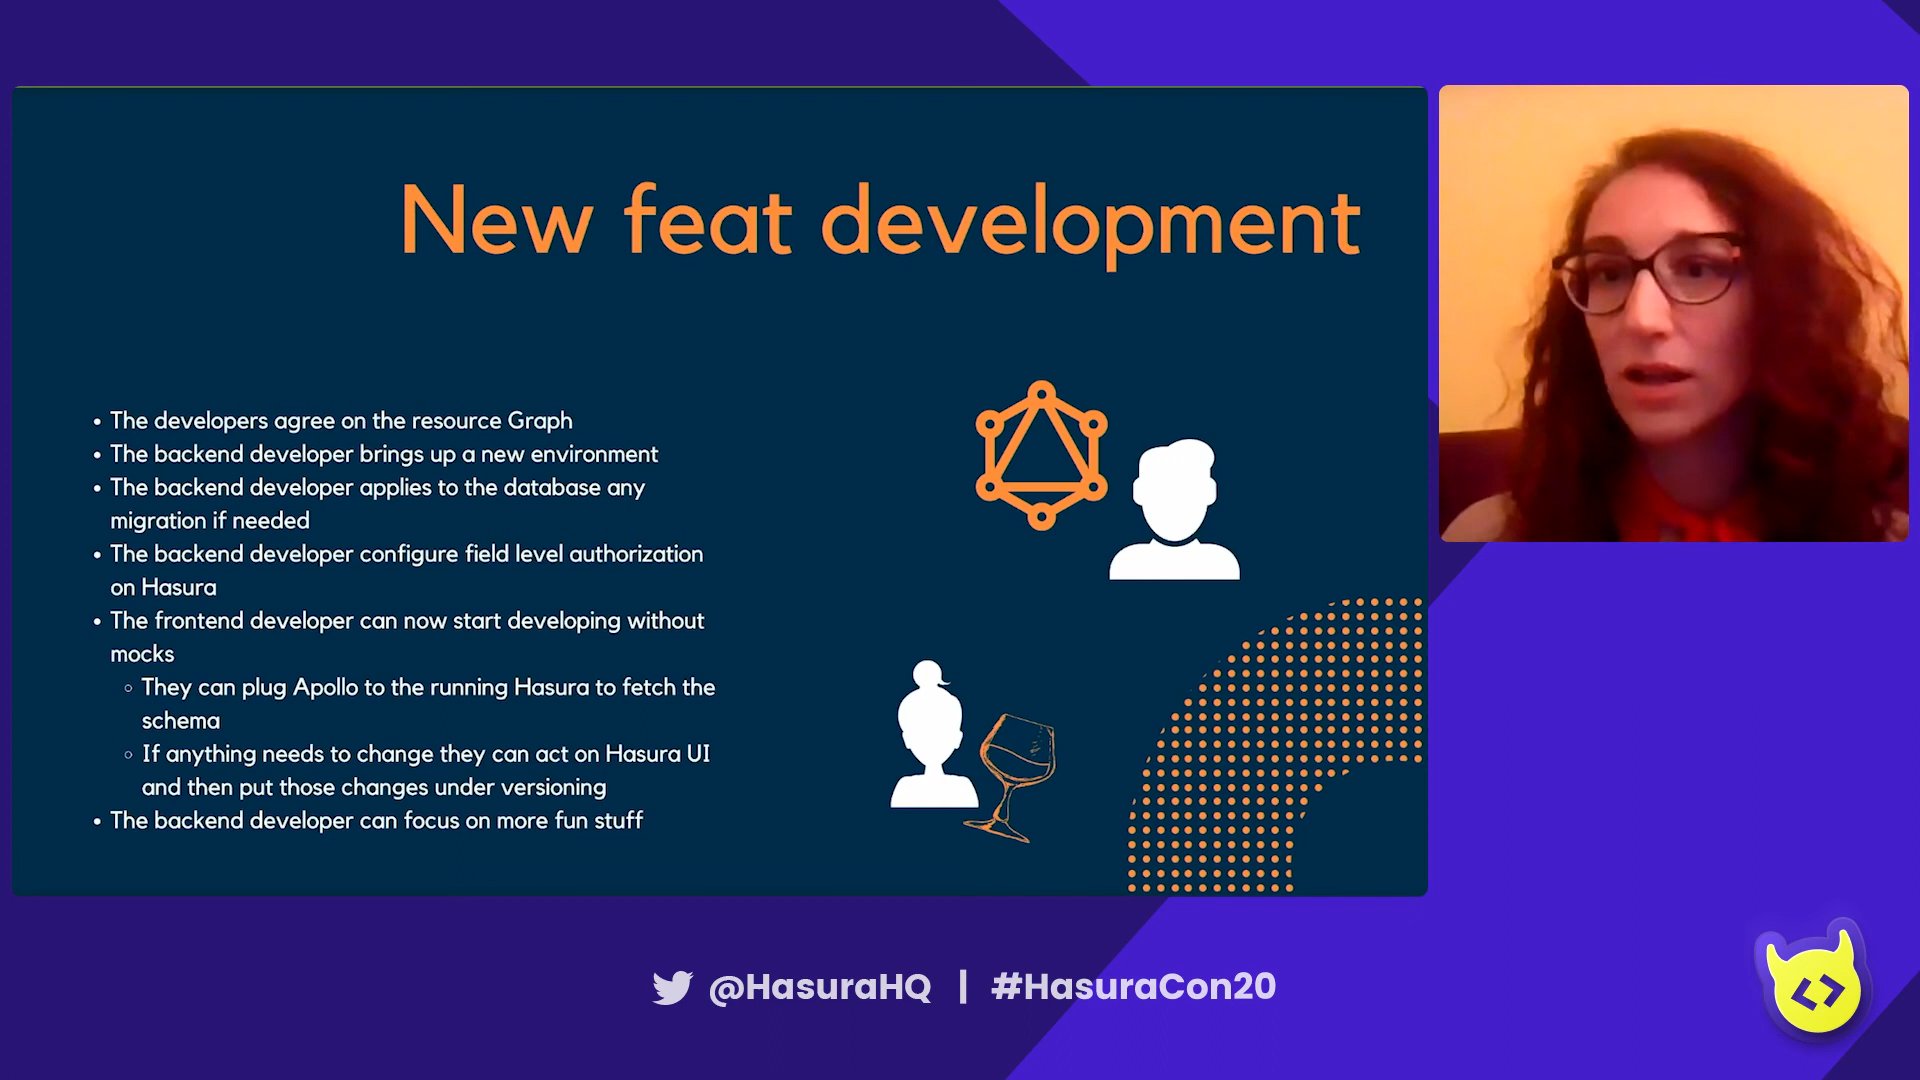 New feat development
• The developers agree on the resource Graph
• The backend developer brings up a new environment
• The backend developer applies to the database any
migration if needed
• The backend developer configure field level authorization
on Hasura
• The frontend developer can now start developing without
mocks
◦ They can plug Apollo to the running Hasura to fetch the
schema
◦ If anything needs to change they can act on Hasura UI
and then put those changes under versioning
• The backend developer can focus on more fun stuff
@HasuraHQ | #HasuraCon20